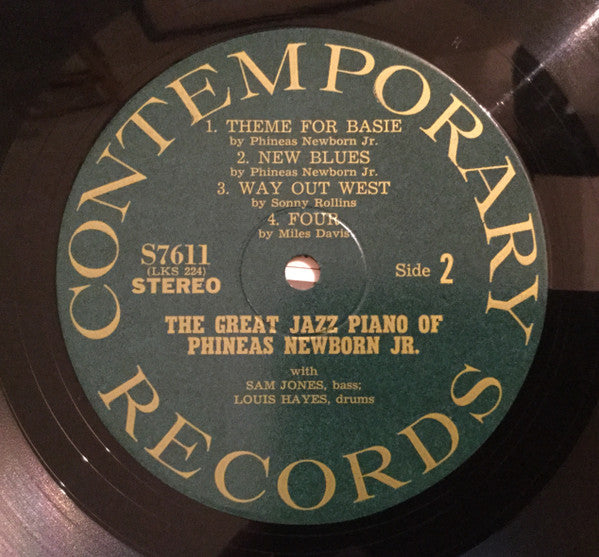 CONTEMPORARY
1. THEME FOR BASIE
by Phineas Newborn Jr.
2. NEW BLUES
by Phineas Newborn Jr.
3. WAY OUT WEST
by Sonny Rollins
4. FOUR
by Miles Davis
S7611
(LKS 224)
STEREO
Side 2
THE GREAT JAZZ PIANO OF
PHINEAS NEWBORN JR.
with
SAM JONES, bass;
LOUIS HAYES, drums
RECORDS